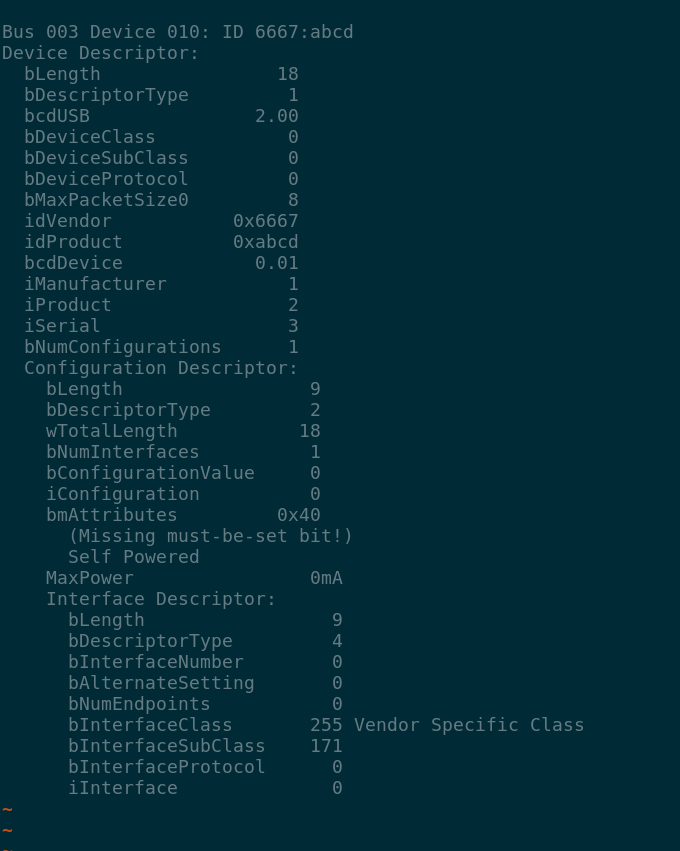 Bus 003 Device 010: ID 6667:abcd
Device Descriptor:
  bLength                18
  bDescriptorType         1
  bcdUSB               2.00
  bDeviceClass            0
  bDeviceSubClass         0
  bDeviceProtocol         0
  bMaxPacketSize0         8
  idVendor           0x6667
  idProduct          0xabcd
  bcdDevice            0.01
  iManufacturer           1
  iProduct                2
  iSerial                 3
  bNumConfigurations      1
  Configuration Descriptor:
    bLength                 9
    bDescriptorType         2
    wTotalLength           18
    bNumInterfaces          1
    bConfigurationValue     0
    iConfiguration          0
    bmAttributes         0x40
      (Missing must-be-set bit!)
      Self Powered
    MaxPower                0mA
    Interface Descriptor:
      bLength                 9
      bDescriptorType         4
      bInterfaceNumber        0
      bAlternateSetting       0
      bNumEndpoints           0
      bInterfaceClass       255 Vendor Specific Class
      bInterfaceSubClass    171
      bInterfaceProtocol      0
      iInterface              0
~
~
~